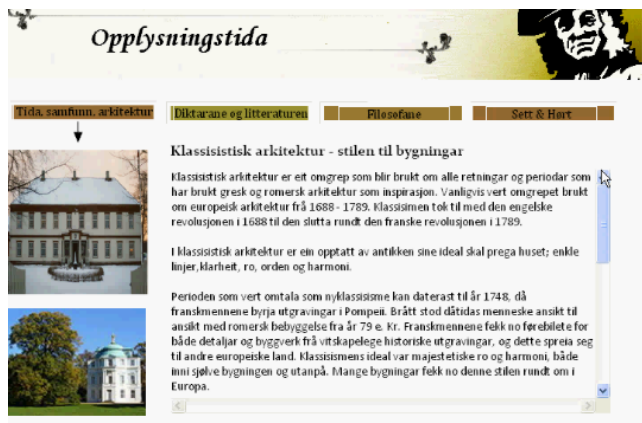 Opplysningstida
Tida, samfunn, arkitektur
Diktarane og litteraturen
Filosofane
Sett & Hørt
Klassisistisk arkitektur - stilen til bygningar
Klassisistisk arkitektur er eit omgrep som blir brukt om alle retningar og periodar som
har brukt gresk og romersk arkitektur som inspirasjon. Vanligvis vert omgrepet brukt
om europeisk arkitektur frå 1688 - 1789. Klassisimen tok til med den engelske
revolusjonen i 1688 til den slutta rundt den franske revolusjonen i 1789.
I klassisistisk arkitektur er ein opptatt av antikken sine ideal skal prega huset; enkle
linjer,klarheit, ro, orden og harmoni.
Perioden som vert omtala som nyklassisisme kan daterast til år 1748, då
franskmennene byrja utgravingar i Pompeii. Brått stod dåtidas menneske ansikt til
ansikt med romersk bebyggelse fra år 79 e. Kr. Franskmennene fekk no førebilete for
både detaljar og byggverk frå vitskapelege historiske utgravingar, og dette spreia seg
til andre europeiske land. Klassisismens ideal var majestetiske ro og harmoni, både
inni sjølve bygningen og utanpå. Mange bygningar fekk no denne stilen rundt om i
Europa.